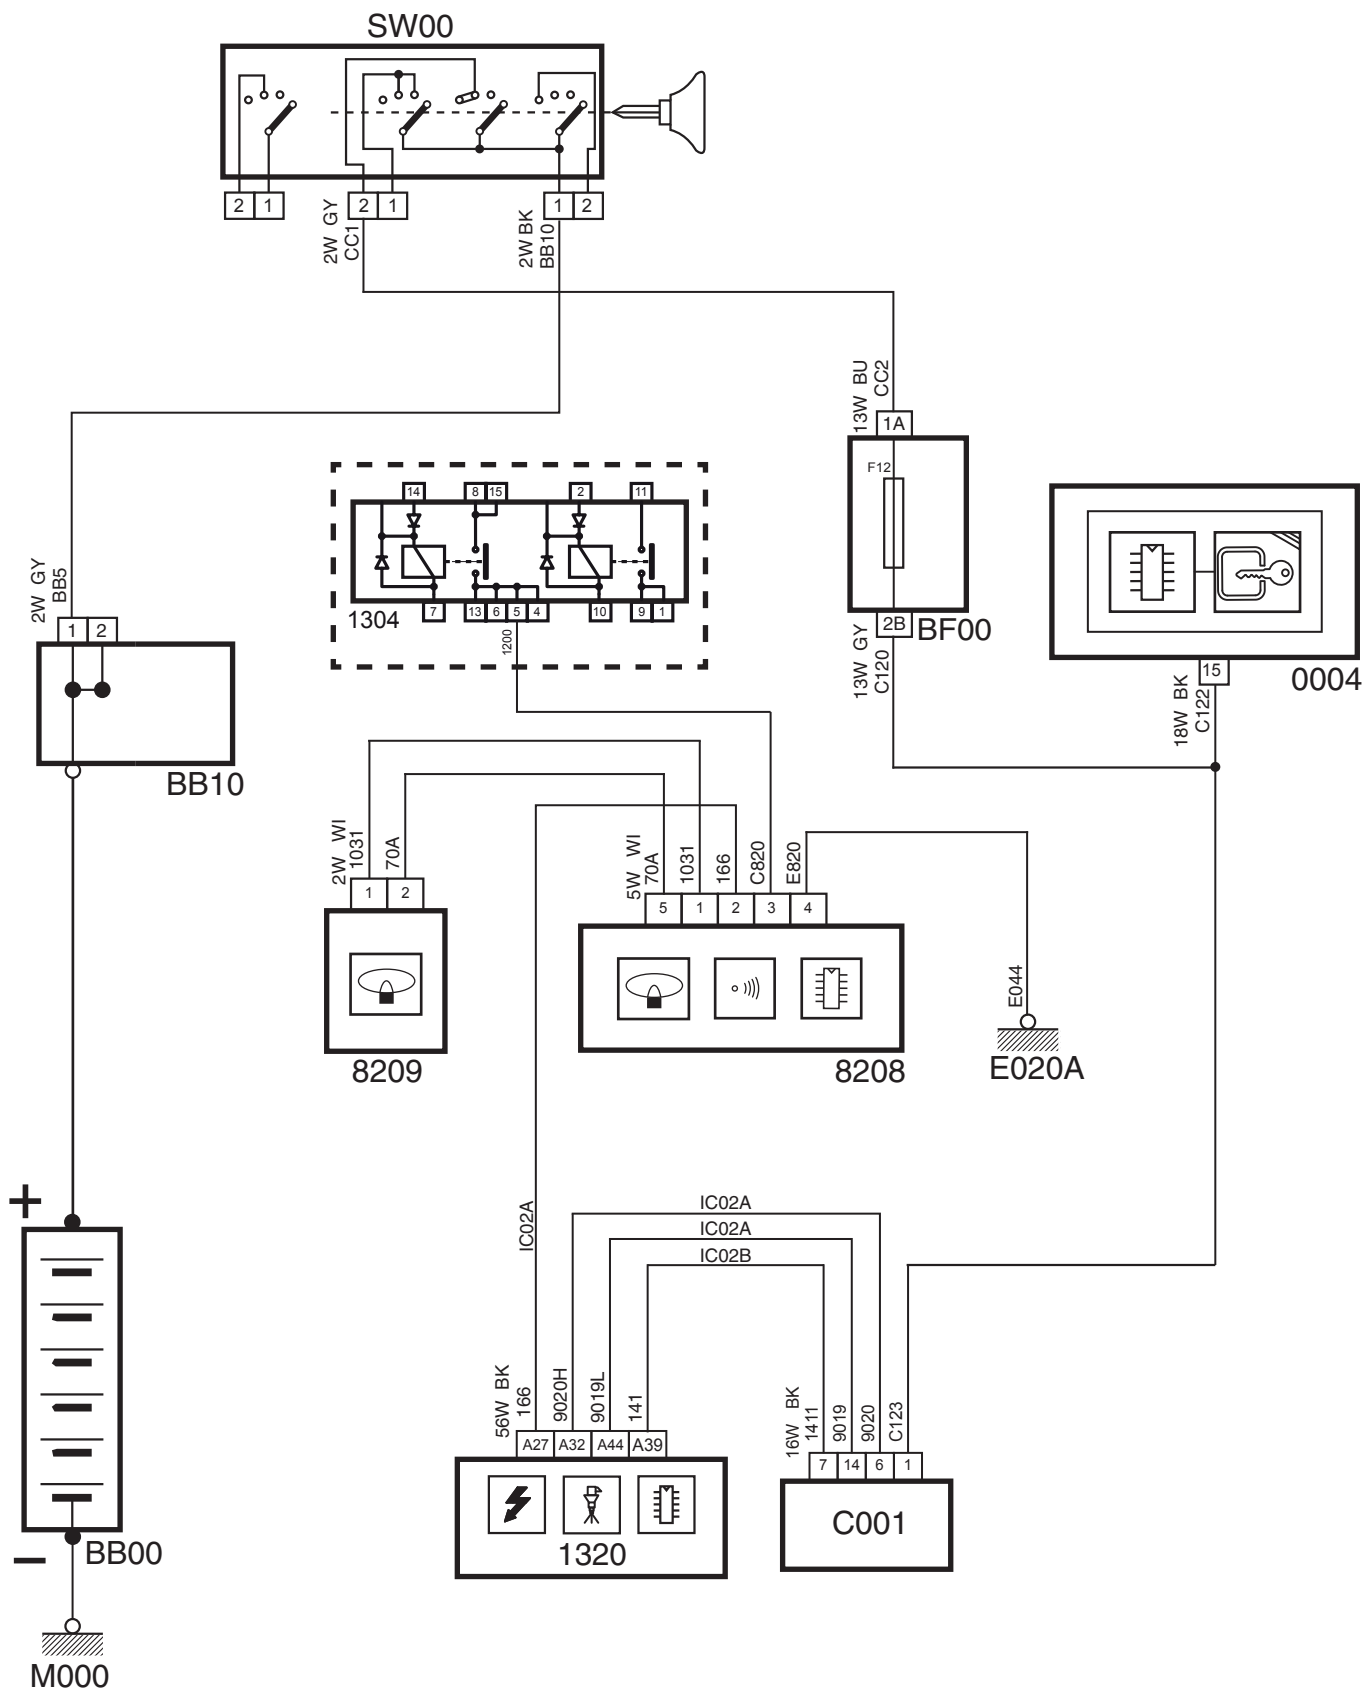 SW00
2 1
2 1
1 2
2W GY
CC1
2W BK
BB10
13W BU
CC2
1A
F12
2B
BF00
13W GY
C120
14
8 15
2
11
7
13 6 5 4
10
9 1
1304
1200
15
0004
18W BK
C122
2W GY
BB5
1 2
BB10
2W WI
1031
70A
1 2
8209
5W WI
70A
1031
166
C820
E820
5 1 2 3 4
8208
E044
E020A
+
IC02A
IC02A
IC02A
IC02B
56W BK
166
9020H
9019L
141
A27 A32 A44 A39
1320
16W BK
1411
9019
9020
C123
7 14 6 1
C001
–
BB00
M000